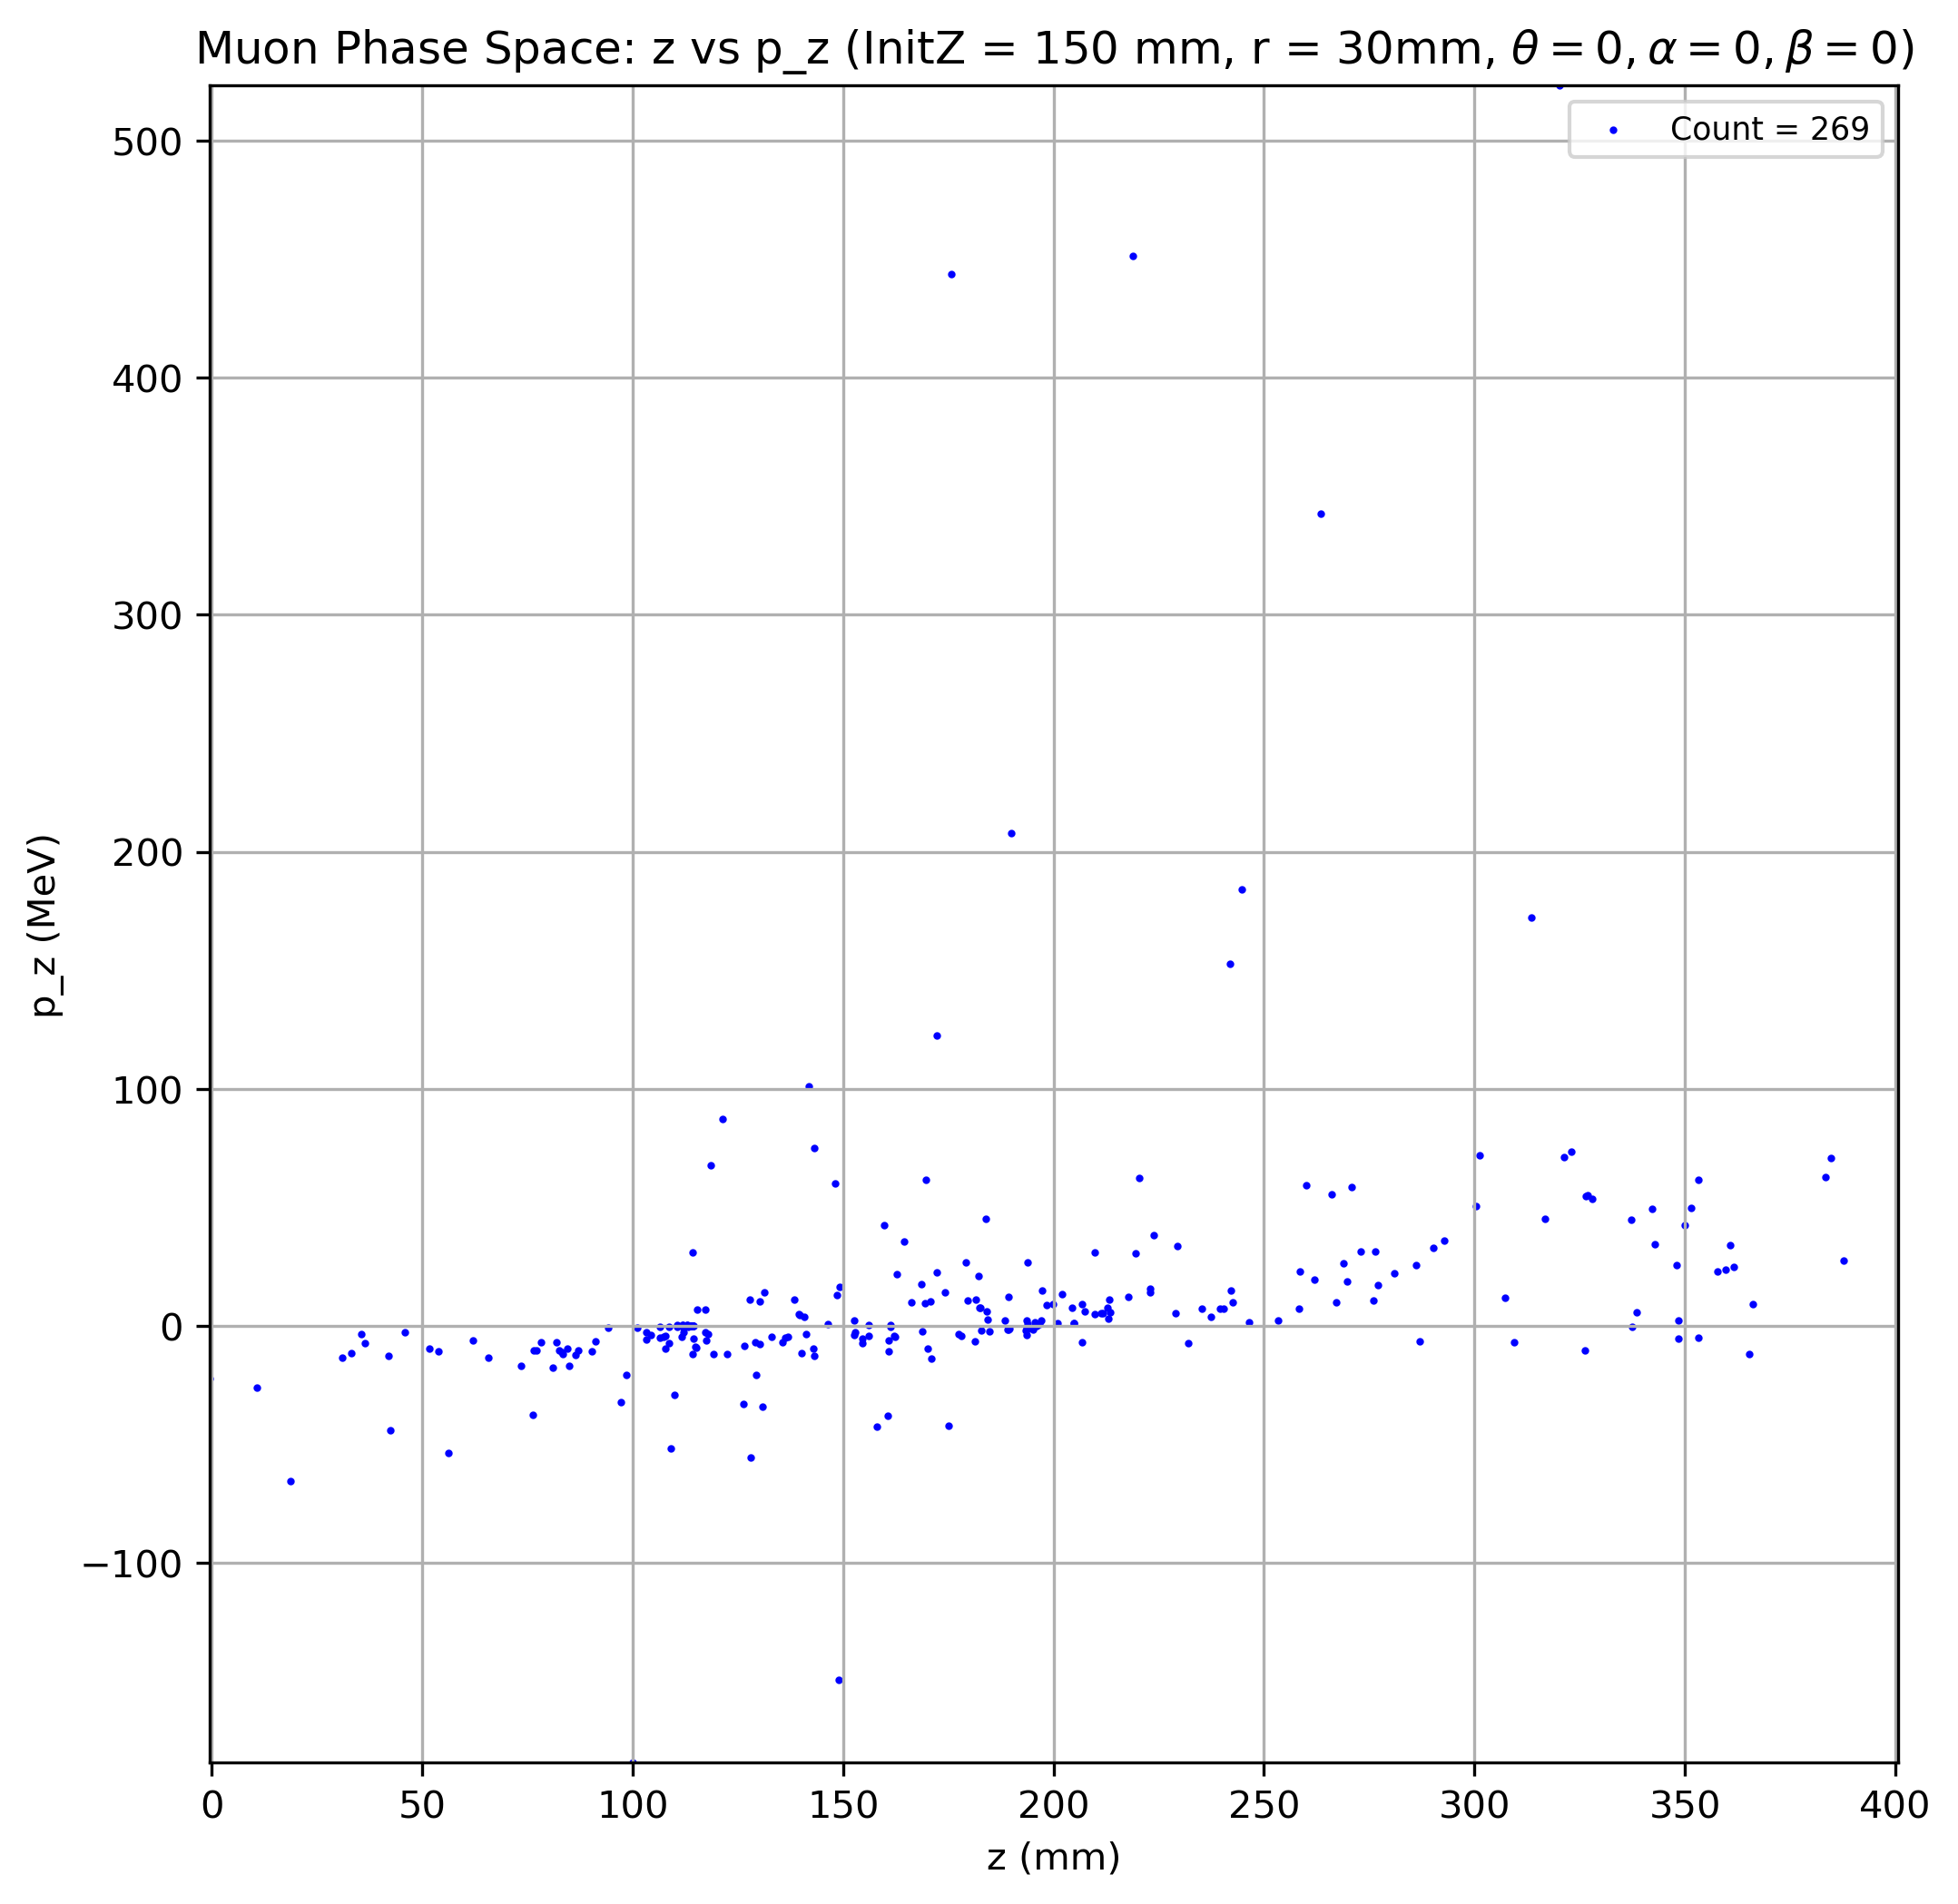 Muon Phase Space: z vs p_z (InitZ = 150 mm, r = 30mm, θ = 0, α = 0, β = 0)
Count = 269
500
400
300
200
100
0
−100
p_z (MeV)
0 50 100 150 200 250 300 350 400
z (mm)